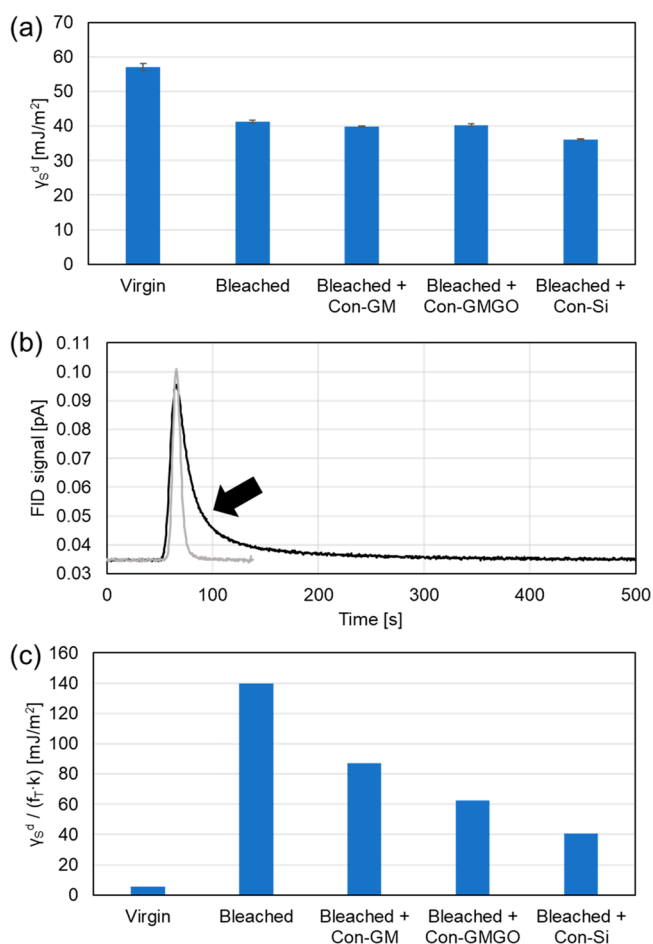 (a)
γSd [mJ/m2]
70
60
50
40
30
20
10
0
Virgin
Bleached
Bleached +
Con-GM
Bleached +
Con-GMGO
Bleached +
Con-Si
(b)
FID signal [pA]
0.11
0.10
0.09
0.08
0.07
0.06
0.05
0.04
0.03
0
100
200
300
400
500
Time [s]
(c)
γSd / (fT·k) [mJ/m2]
160
140
120
100
80
60
40
20
0
Virgin
Bleached
Bleached +
Con-GM
Bleached +
Con-GMGO
Bleached +
Con-Si